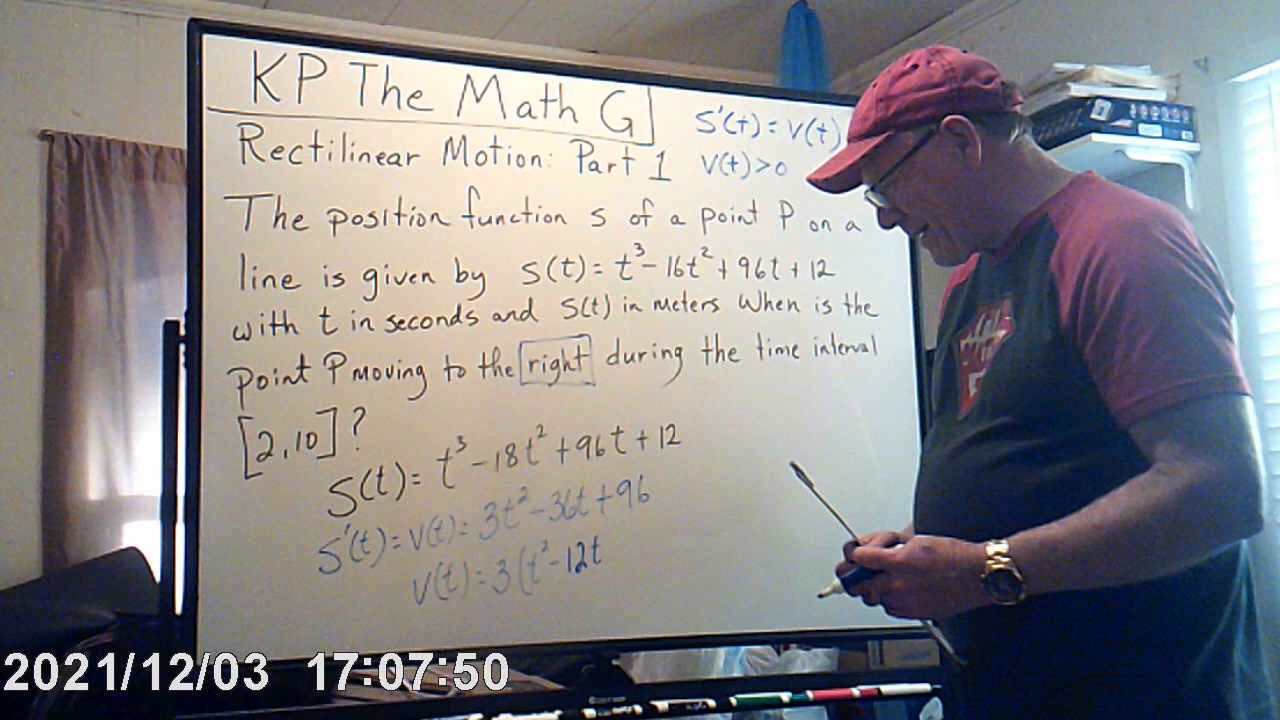 KP The Math G
S'(t) = V(t)
V(t) > 0
Rectilinear Motion: Part 1
The position function s of a point P on a
line is given by s(t) = t³ - 16t² + 96t + 12
with t in seconds and S(t) in meters When is the
point P moving to the right during the time interval
[2,10]?
S(t) = t³ - 18t² + 96t + 12
S'(t) = V(t) = 3t² - 36t + 96
V(t) = 3(t² - 12t
2021/12/03 17:07:50